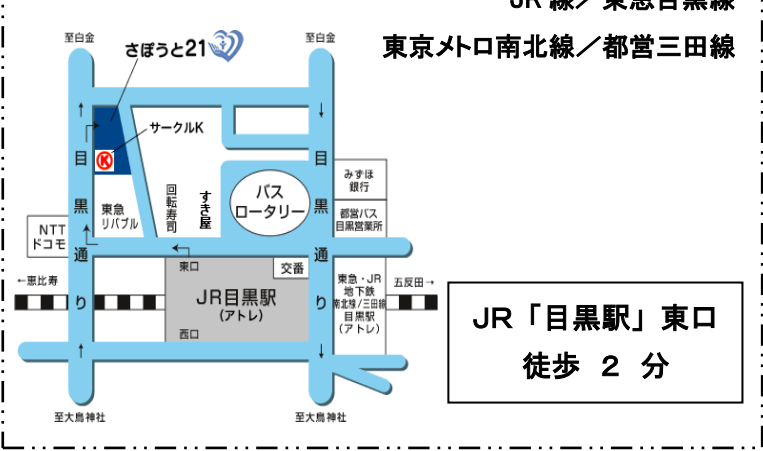 JR線／東急目黒線
東京メトロ南北線／都営三田線
至白金
至白金
さぽうと21
サークルK
K
目黒通り
目黒通り
みずほ
銀行
バス
ロータリー
回転寿司
すき屋
東急
リバブル
都営バス
目黒営業所
NTT
ドコモ
東口
交番
←恵比寿
JR目黒駅
(アトレ)
西口
東急・JR
地下鉄
南北線/三田線
目黒駅
(アトレ)
五反田→
JR「目黒駅」東口
徒歩 2 分
至大鳥神社
至大鳥神社